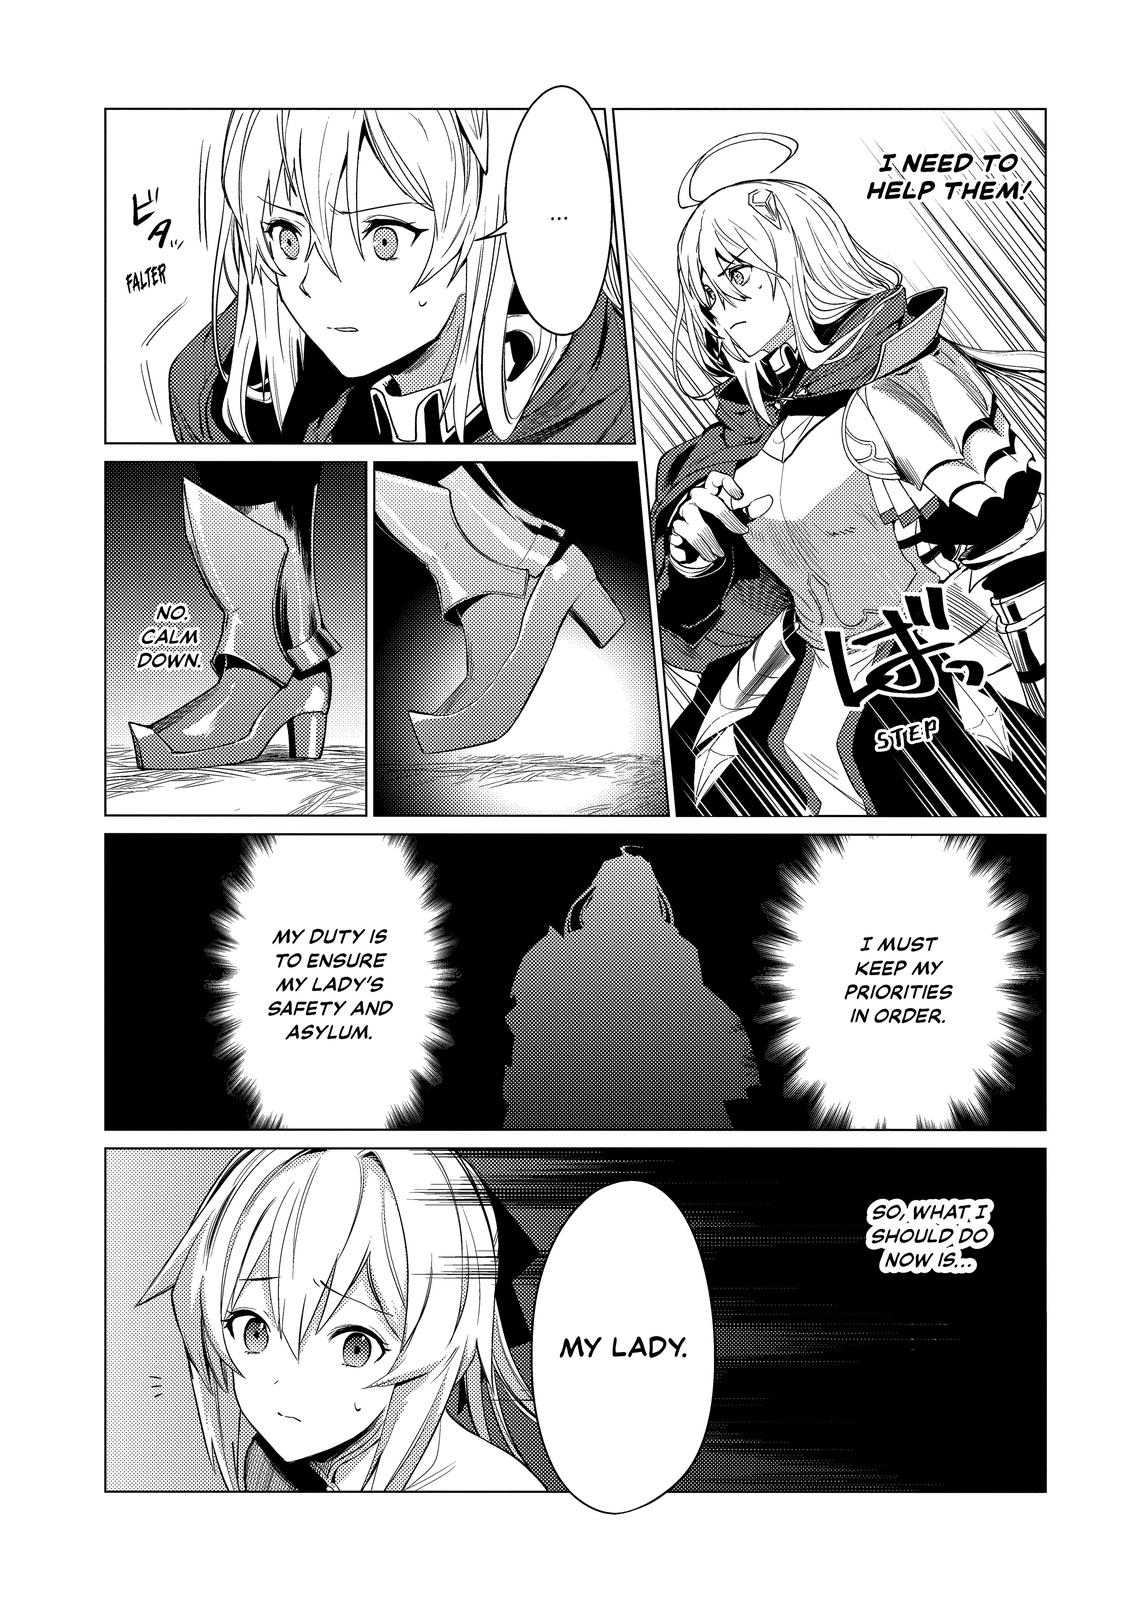 I NEED TO
HELP THEM!
ばっ
STEP
...
ビタ
FALTER
NO.
CALM
DOWN.
I MUST
KEEP MY
PRIORITIES
IN ORDER.
MY DUTY IS
TO ENSURE
MY LADY'S
SAFETY AND
ASYLUM.
SO, WHAT I
SHOULD DO
NOW IS...
MY LADY.